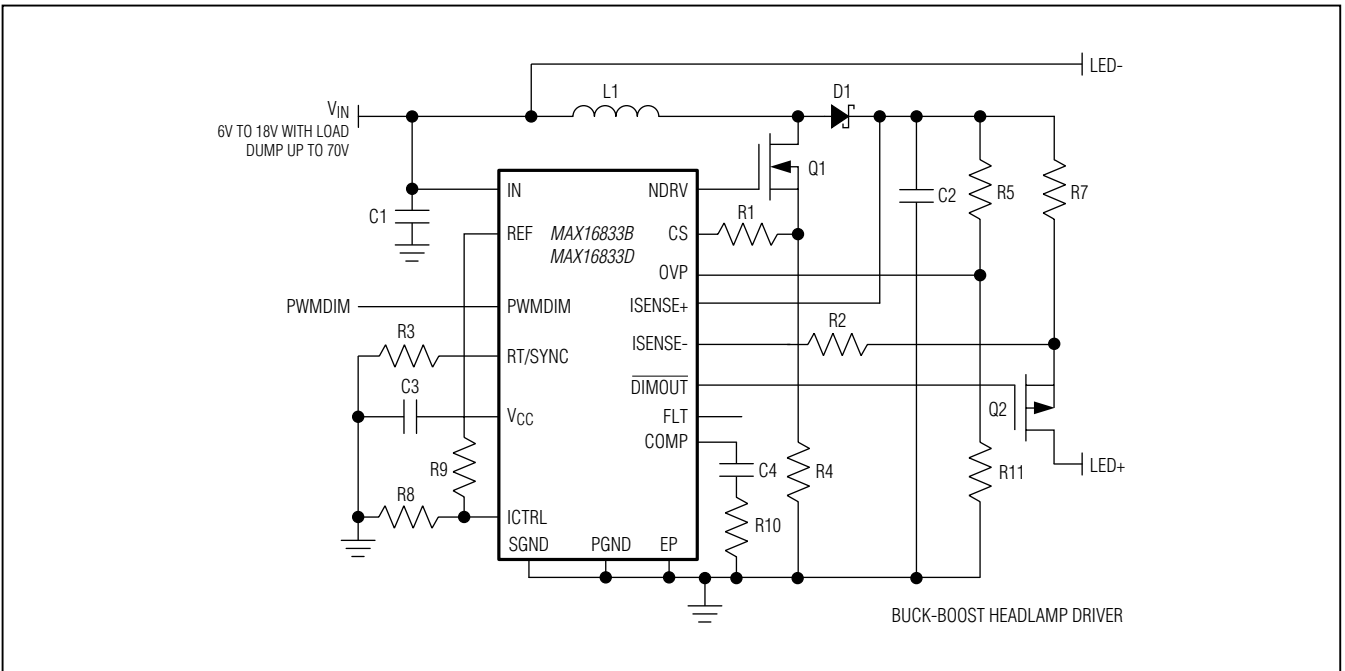 LED-
L1
D1
VIN
6V TO 18V WITH LOAD
DUMP UP TO 70V
Q1
IN
NDRV
C2
R5
R7
C1
R1
REF
MAX16833B
CS
MAX16833D
OVP
PWMDIM
PWMDIM
ISENSE+
R3
R2
RT/SYNC
ISENSE-
C3
DIMOUT
Q2
VCC
FLT
COMP
R9
C4
R4
R11
LED+
R8
ICTRL
R10
SGND
PGND
EP
BUCK-BOOST HEADLAMP DRIVER